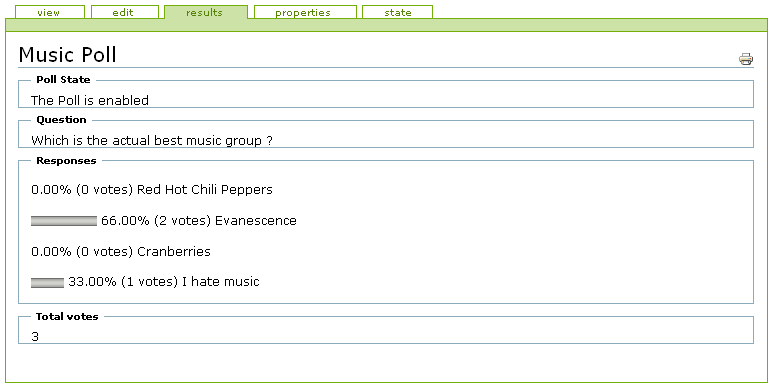 view edit results properties state
Music Poll
Poll State
The Poll is enabled
Question
Which is the actual best music group ?
Responses
0.00% (0 votes) Red Hot Chili Peppers
66.00% (2 votes) Evanescence
0.00% (0 votes) Cranberries
33.00% (1 votes) I hate music
Total votes
3